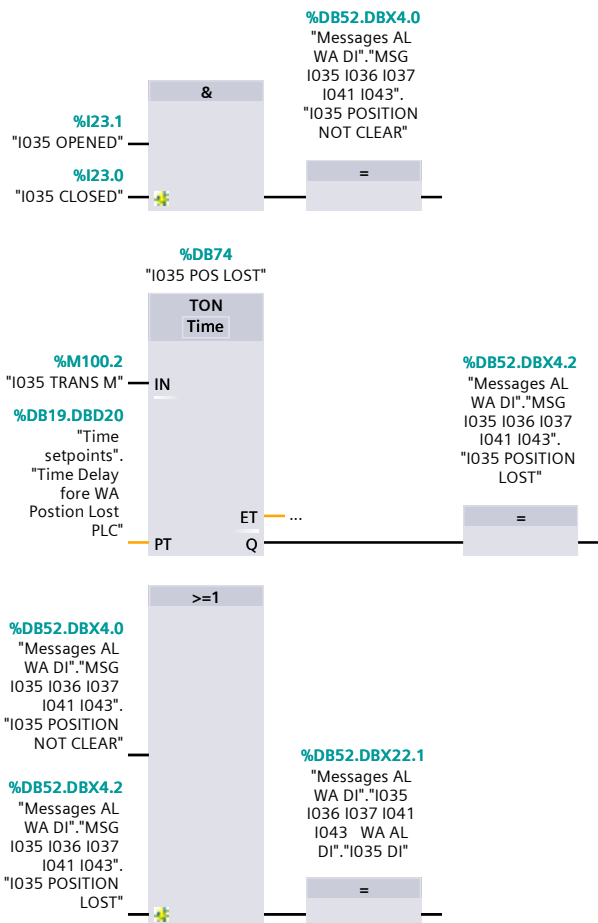 %DB52.DBX4.0
"Messages AL
WA DI"."MSG
I035 I036 I037
I041 I043".
"I035 POSITION
NOT CLEAR"
&
%I23.1
"I035 OPENED"
%I23.0
"I035 CLOSED"
=
%DB74
"I035 POS LOST"
TON
Time
%M100.2
"I035 TRANS M"
IN
%DB19.DBD20
"Time
setpoints".
"Time Delay
fore WA
Postion Lost
PLC"
PT
ET
...
Q
%DB52.DBX4.2
"Messages AL
WA DI"."MSG
I035 I036 I037
I041 I043".
"I035 POSITION
LOST"
=
>=1
%DB52.DBX4.0
"Messages AL
WA DI"."MSG
I035 I036 I037
I041 I043".
"I035 POSITION
NOT CLEAR"
%DB52.DBX4.2
"Messages AL
WA DI"."MSG
I035 I036 I037
I041 I043".
"I035 POSITION
LOST"
%DB52.DBX22.1
"Messages AL
WA DI"."I035
I036 I037 I041
I043 WA AL
DI"."I035 DI"
=